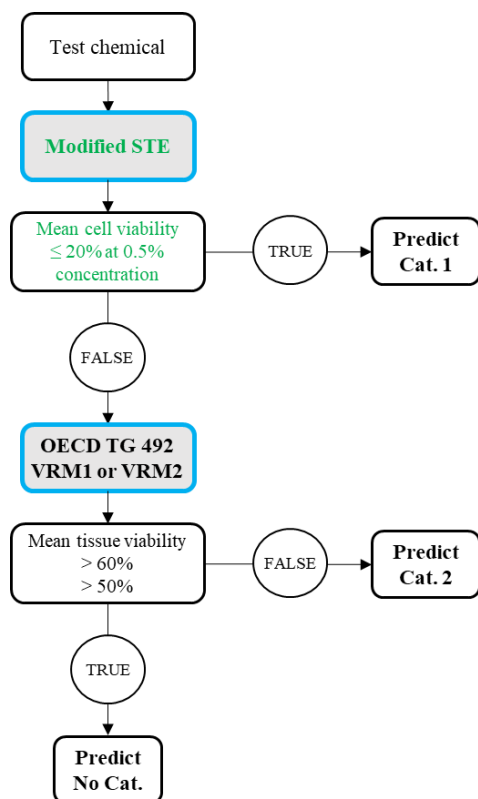 Test chemical
Modified STE
Mean cell viability
≤ 20% at 0.5%
concentration
TRUE
Predict
Cat. 1
FALSE
OECD TG 492
VRM1 or VRM2
Mean tissue viability
> 60%
> 50%
FALSE
Predict
Cat. 2
TRUE
Predict
No Cat.